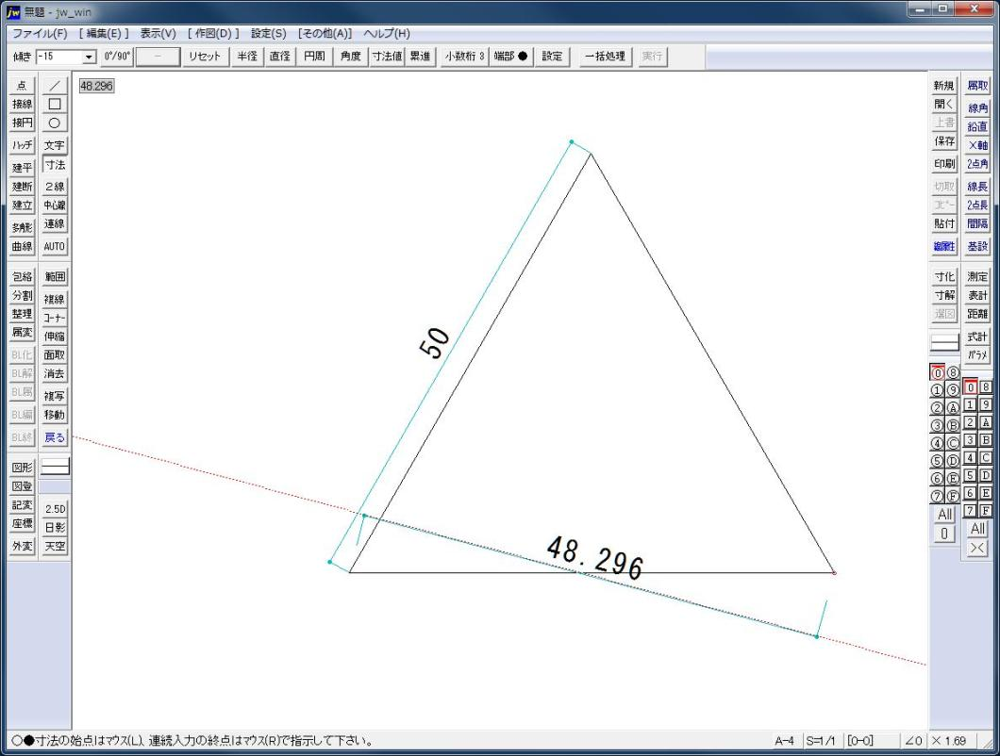 無題 - jw_win
ファイル(F) [ 編集(E) ] 表示(V) [ 作図(D) ] 設定(S) [その他(A)] ヘルプ(H)
傾き -15 0°/90° － リセット 半径 直径 円周 角度 寸法値 累進 小数桁 3 端部 ● 設定 一括処理 実行
48.296
点 ／
接線 □
接円 ○
ハッチ 文字
建平 寸法
建断 2線
建立 中心線
多角形 連線
曲線 AUTO
包絡 範囲
分割 複線
整理 コーナー
属変 伸縮
BL化 面取
BL解 消去
BL属 複写
BL編 移動
BL終 戻る
図形
図登
記変 2.5D
座標 日影
外変 天空
50
48.296
新規 属取
開く 線角
上書 鉛直
保存 X軸
印刷 2点角
切取 線長
コピー 2点長
貼付 間隔
線属性 基設
寸化 測定
寸解 表計
選図 距離
式計
パラメ
0 8
1 9
2 A
3 B
4 C
5 D
6 E
7 F
All
0
0 8
1 9
2 A
3 B
4 C
5 D
6 E
7 F
All
×
○●寸法の始点はマウス(L)、連続入力の終点はマウス(R)で指示して下さい。
A-4 S=1/1 [0-0] ∠0 × 1.69